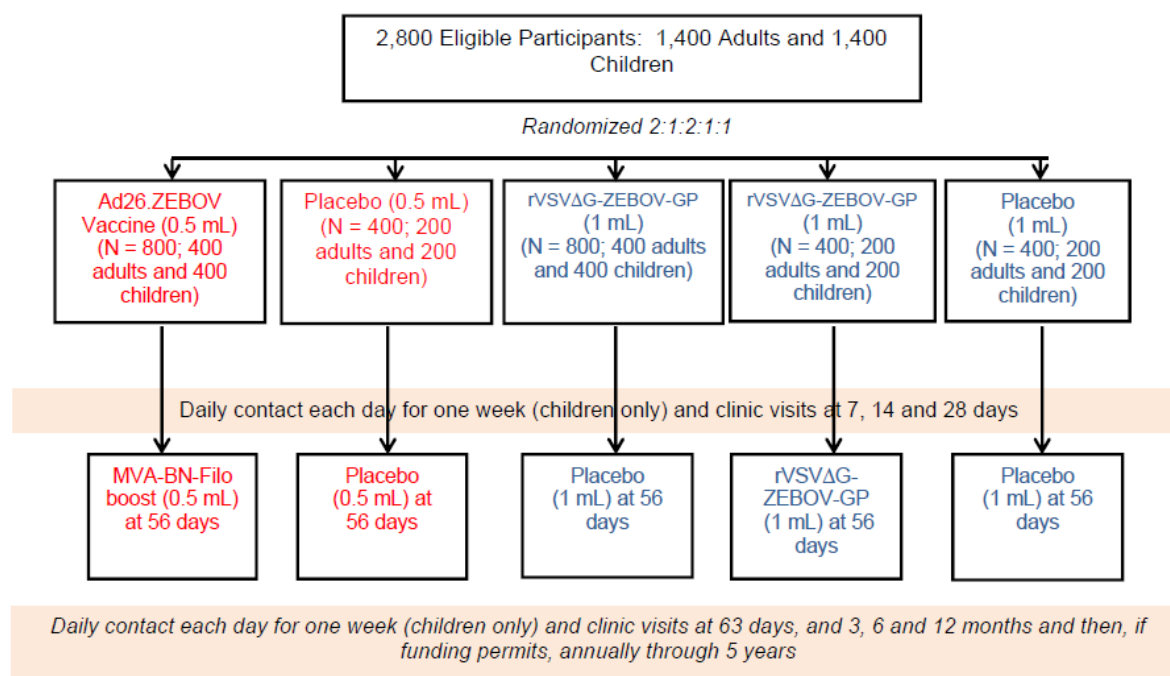 2,800 Eligible Participants: 1,400 Adults and 1,400
Children
Randomized 2:1:2:1:1
Ad26.ZEBOV
Vaccine (0.5 mL)
(N = 800; 400
adults and 400
children)
Placebo (0.5 mL)
(N = 400; 200
adults and 200
children)
rVSVΔG-ZEBOV-GP
(1 mL)
(N = 800; 400 adults
and 400 children)
rVSVΔG-ZEBOV-GP
(1 mL)
(N = 400; 200
adults and 200
children)
Placebo
(1 mL)
(N = 400; 200
adults and 200
children)
Daily contact each day for one week (children only) and clinic visits at 7, 14 and 28 days
MVA-BN-Filo
boost (0.5 mL)
at 56 days
Placebo
(0.5 mL) at
56 days
Placebo
(1 mL) at 56
days
rVSVΔG-
ZEBOV-GP
(1 mL) at 56
days
Placebo
(1 mL) at 56
days
Daily contact each day for one week (children only) and clinic visits at 63 days, and 3, 6 and 12 months and then, if
funding permits, annually through 5 years